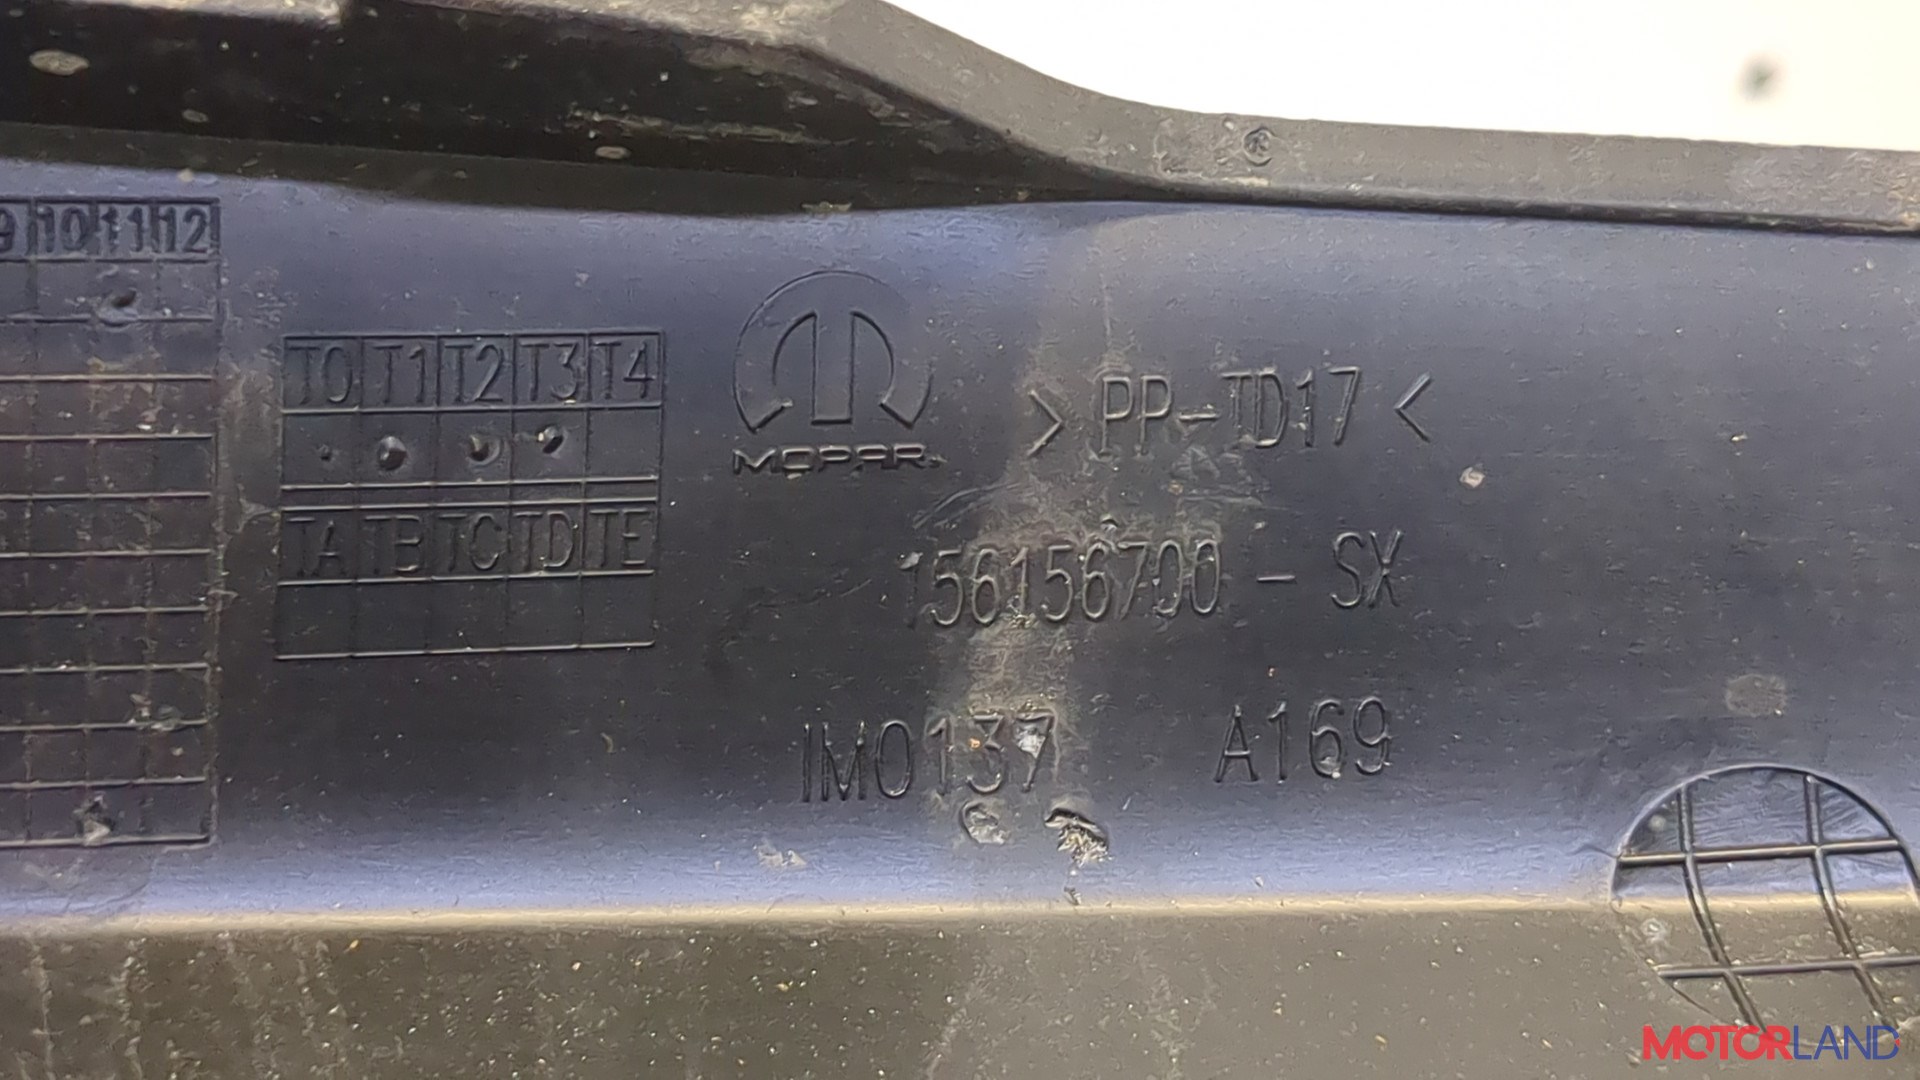 9 10 11 12
T0 T1 T2 T3 T4
TA TB TC TD TE
MOPAR
> PP-TD17 <
156156700 - SX
IM0137 A169
MOTORLAND